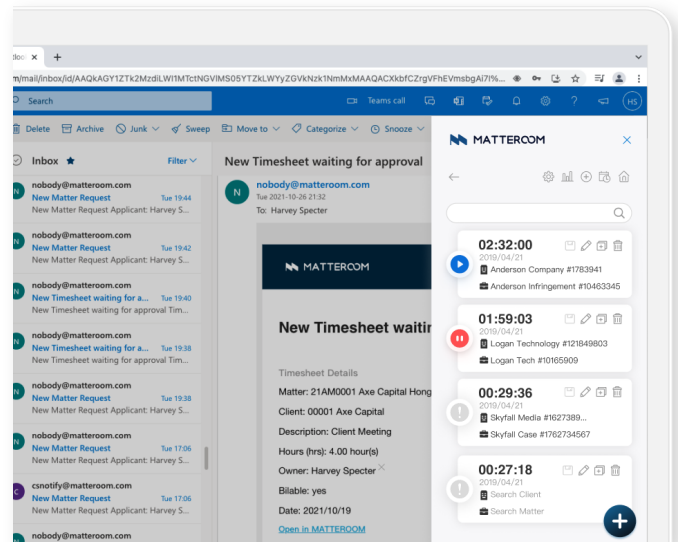 m/mail/inbox/id/AAQkAGY1ZTk2MzdiLWI1MTctNGVlMS05YTZkLWYyZGVkNzk1NmMxMAAQACXkbfCZrgVFhEVmsbgAi7I%...
Search
Teams call
HS
Delete Archive Junk Sweep Move to Categorize Snooze
Inbox Filter
nobody@matteroom.com
New Matter Request Tue 19:44
New Matter Request Applicant: Harvey S...
nobody@matteroom.com
New Matter Request Tue 19:42
New Matter Request Applicant: Harvey S...
nobody@matteroom.com
New Timesheet waiting for a... Tue 19:40
New Timesheet waiting for approval Tim...
nobody@matteroom.com
New Timesheet waiting for a... Tue 19:38
New Timesheet waiting for approval Tim...
nobody@matteroom.com
New Matter Request Tue 19:38
New Matter Request Applicant: Harvey S...
nobody@matteroom.com
New Matter Request Tue 17:06
New Matter Request Applicant: Harvey S...
C
csnotify@matteroom.com
New Matter Request Tue 17:06
New Matter Request Applicant: Harvey S...
nobody@matteroom.com
New Timesheet waiting for approval
N
nobody@matteroom.com
Tue 2021-10-26 21:32
To: Harvey Specter
MATTEROOM
New Timesheet waitin
Timesheet Details
Matter: 21AM0001 Axe Capital Hong
Client: 00001 Axe Capital
Description: Client Meeting
Hours (hrs): 4.00 hour(s)
Owner: Harvey Specter
Bilable: yes
Date: 2021/10/19
Open in MATTEROOM
MATTEROOM
02:32:00
2019/04/21
Anderson Company #1783941
Anderson Infringement #10463345
01:59:03
2019/04/21
Logan Technology #121849803
Logan Tech #10165909
00:29:36
2019/04/21
Skyfall Media #1627389...
Skyfall Case #1762734567
00:27:18
2019/04/21
Search Client
Search Matter